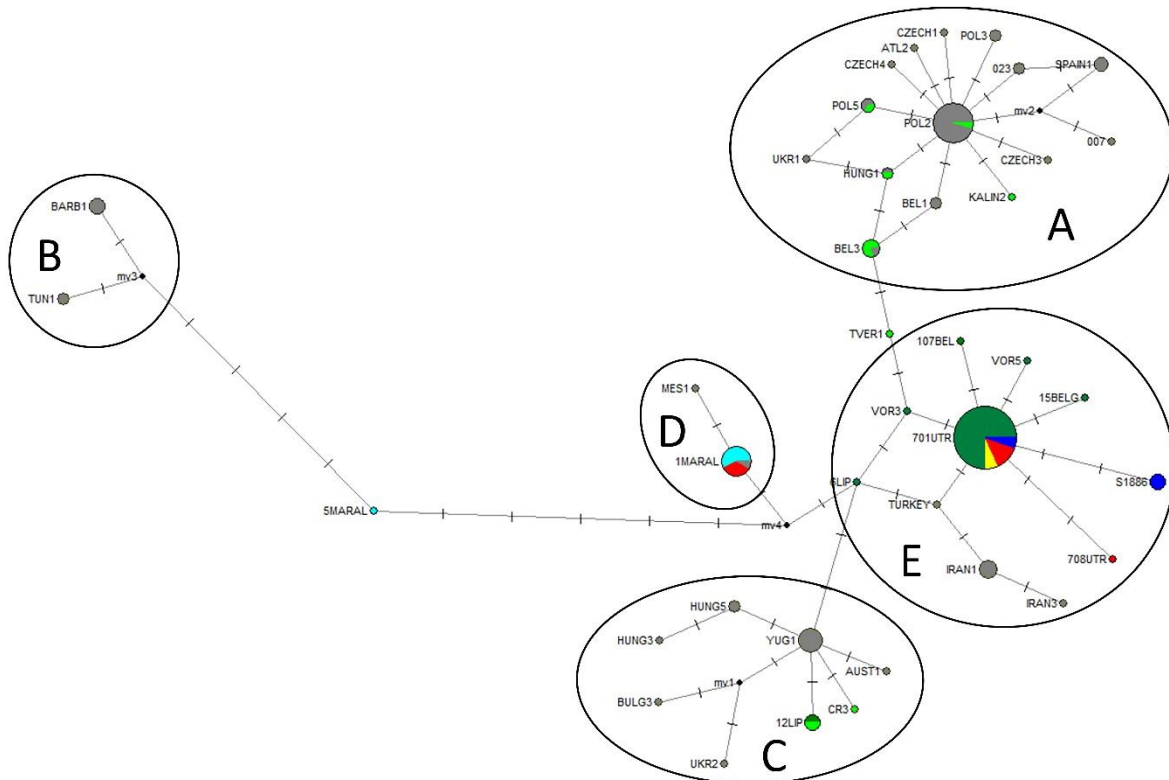 CZECH1
POL3
ATL2
CZECH4
023
SPAIN1
POL5
POL2
mv2
007
UKR1
CZECH3
HUNG1
KALIN2
BEL1
A
BEL3
BARB1
B
mv3
TUN1
TVER1
107BEL
VOR5
MES1
15BELG
VOR3
D
701UTR
1MARAL
6LIP
S1886
TURKEY
5MARAL
mv4
E
708UTR
IRAN1
IRAN3
HUNG5
HUNG3
YUG1
AUST1
mv1
BULG3
CR3
12LIP
C
UKR2